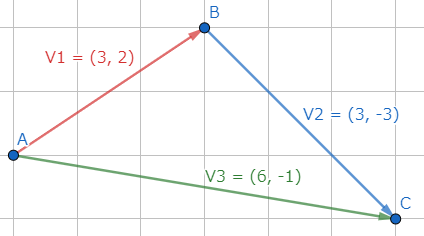 B
V1 = (3, 2)
V2 = (3, -3)
A
V3 = (6, -1)
C